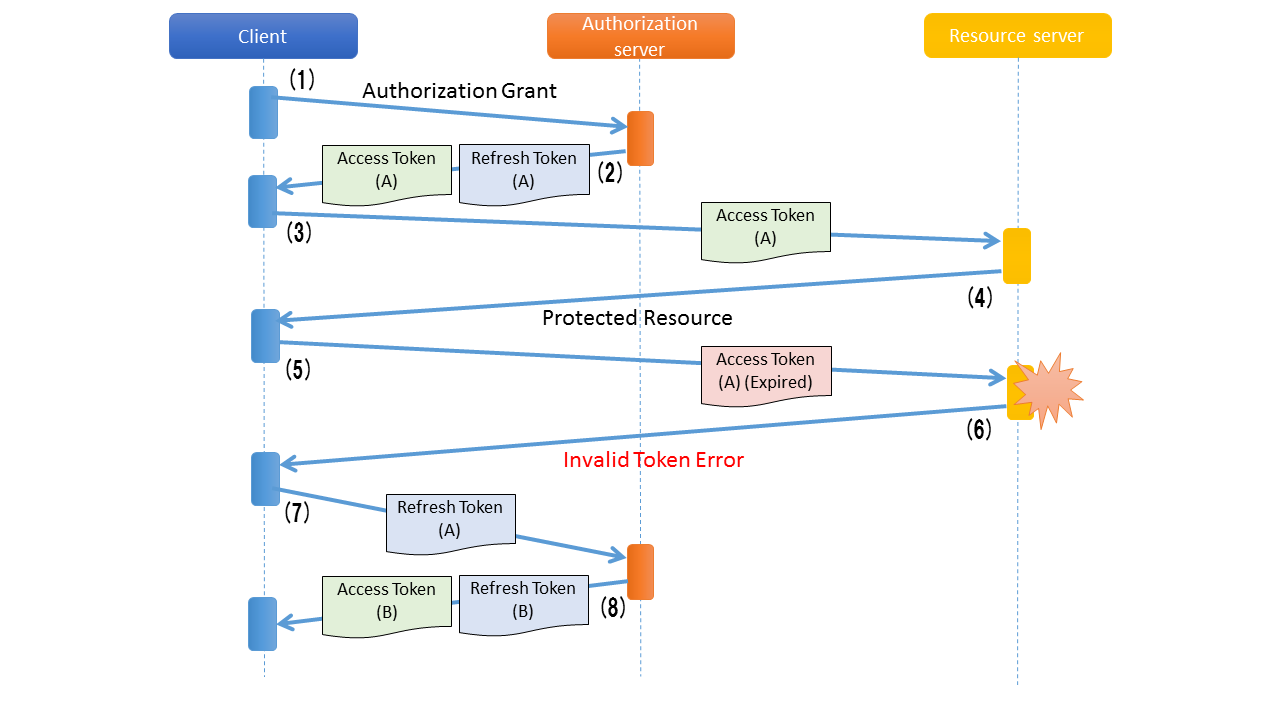 Client
Authorization
server
Resource server
(1)
Authorization Grant
Access Token
(A)
Refresh Token
(A)
(2)
(3)
Access Token
(A)
(4)
Protected Resource
(5)
Access Token
(A) (Expired)
(6)
Invalid Token Error
(7)
Refresh Token
(A)
Access Token
(B)
Refresh Token
(B)
(8)